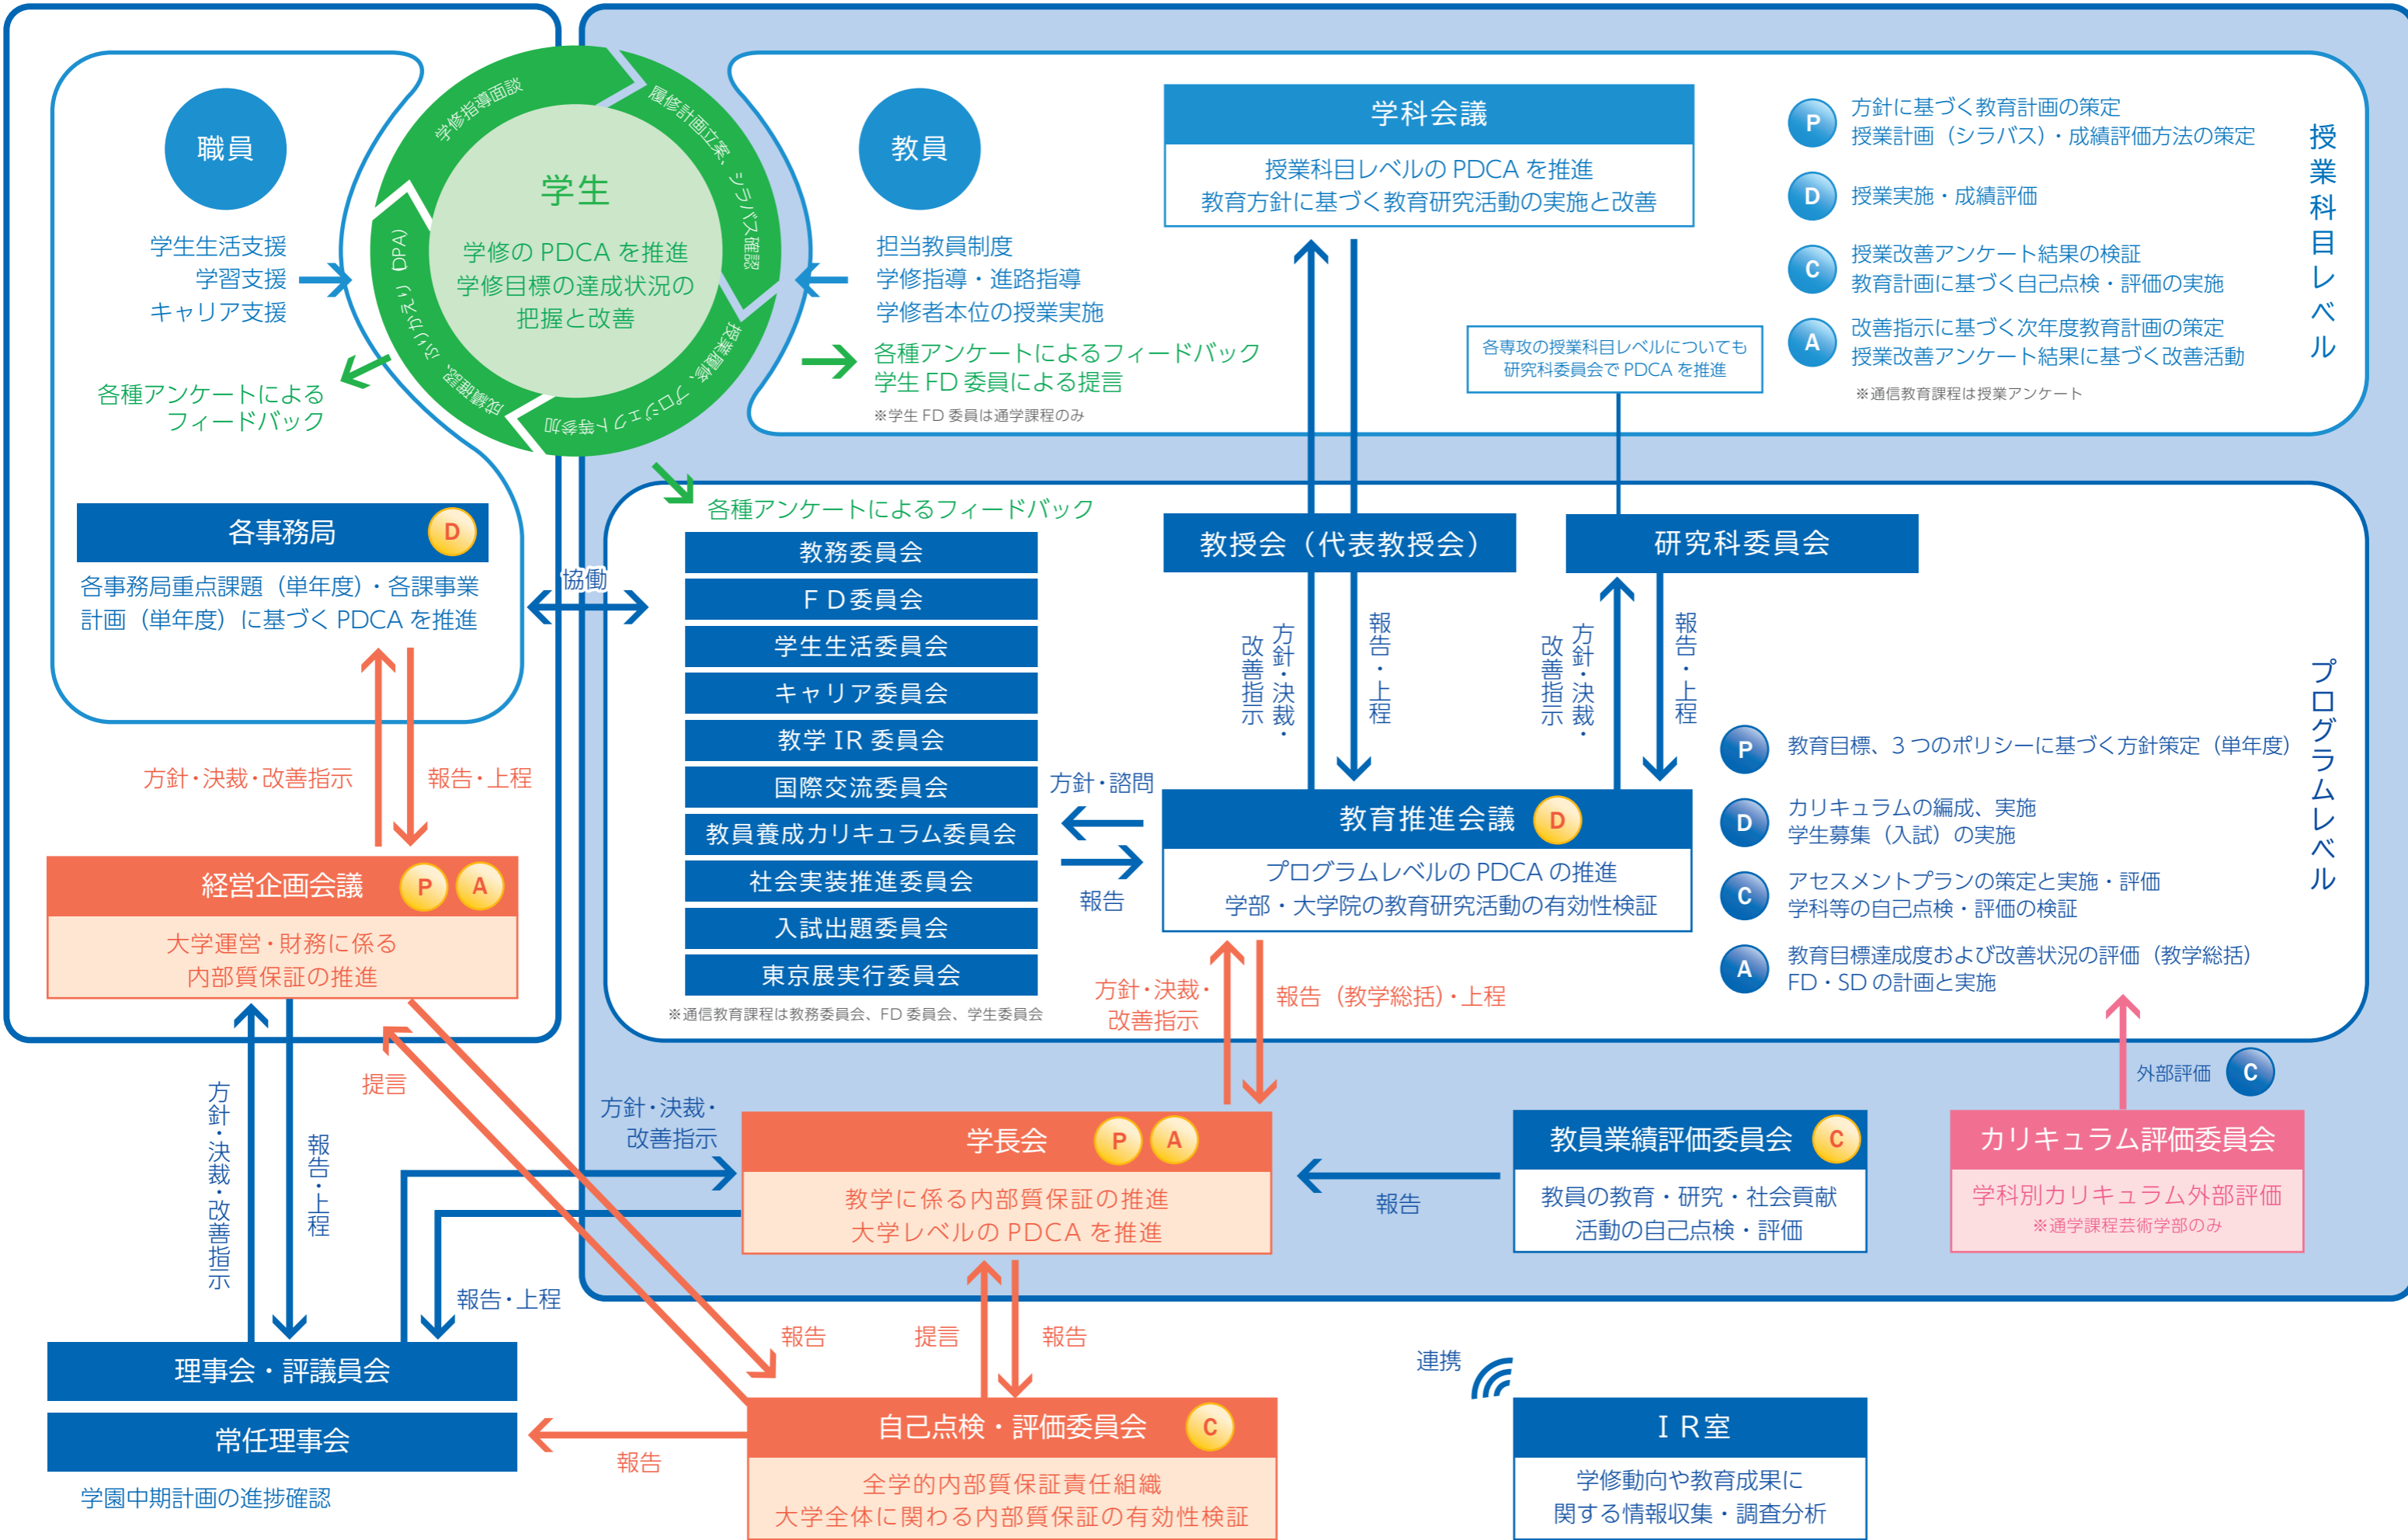 職員
学生生活支援
学習支援
キャリア支援
各種アンケートによる
フィードバック
学修指導面談
履修計画立案、シラバス確認
授業履修、プロジェクト等参加
成績確認、ふりかえり（DPA）
学生
学修の PDCA を推進
学修目標の達成状況の
把握と改善
教員
担当教員制度
学修指導・進路指導
学修者本位の授業実施
各種アンケートによるフィードバック
学生 FD 委員による提言
※学生 FD 委員は通学課程のみ
学科会議
授業科目レベルの PDCA を推進
教育方針に基づく教育研究活動の実施と改善
各専攻の授業科目レベルについても
研究科委員会で PDCA を推進
P
方針に基づく教育計画の策定
授業計画（シラバス）・成績評価方法の策定
D
授業実施・成績評価
C
授業改善アンケート結果の検証
教育計画に基づく自己点検・評価の実施
A
改善指示に基づく次年度教育計画の策定
授業改善アンケート結果に基づく改善活動
※通信教育課程は授業アンケート
授業科目レベル
各事務局 D
各事務局重点課題（単年度）・各課事業
計画（単年度）に基づく PDCA を推進
協働
方針・決裁・改善指示
報告・上程
経営企画会議 P A
大学運営・財務に係る
内部質保証の推進
各種アンケートによるフィードバック
教務委員会
ＦＤ委員会
学生生活委員会
キャリア委員会
教学 IR 委員会
国際交流委員会
教員養成カリキュラム委員会
社会実装推進委員会
入試出題委員会
東京展実行委員会
※通信教育課程は教務委員会、FD 委員会、学生委員会
方針・諮問
報告
教授会（代表教授会）
研究科委員会
方針・決裁・
改善指示
報告・上程
方針・決裁・
改善指示
報告・上程
教育推進会議 D
プログラムレベルの PDCA の推進
学部・大学院の教育研究活動の有効性検証
P
教育目標、3 つのポリシーに基づく方針策定（単年度）
D
カリキュラムの編成、実施
学生募集（入試）の実施
C
アセスメントプランの策定と実施・評価
学科等の自己点検・評価の検証
A
教育目標達成度および改善状況の評価（教学総括）
FD・SD の計画と実施
プログラムレベル
方針・決裁・
改善指示
報告（教学総括）・上程
外部評価 C
提言
方針・決裁・改善指示
報告・上程
方針・決裁・
改善指示
報告・上程
学長会 P A
教学に係る内部質保証の推進
大学レベルの PDCA を推進
報告
教員業績評価委員会 C
教員の教育・研究・社会貢献
活動の自己点検・評価
カリキュラム評価委員会
学科別カリキュラム外部評価
※通学課程芸術学部のみ
報告
提言
報告
理事会・評議員会
常任理事会
学園中期計画の進捗確認
報告
自己点検・評価委員会 C
全学的内部質保証責任組織
大学全体に関わる内部質保証の有効性検証
連携
ＩＲ室
学修動向や教育成果に
関する情報収集・調査分析